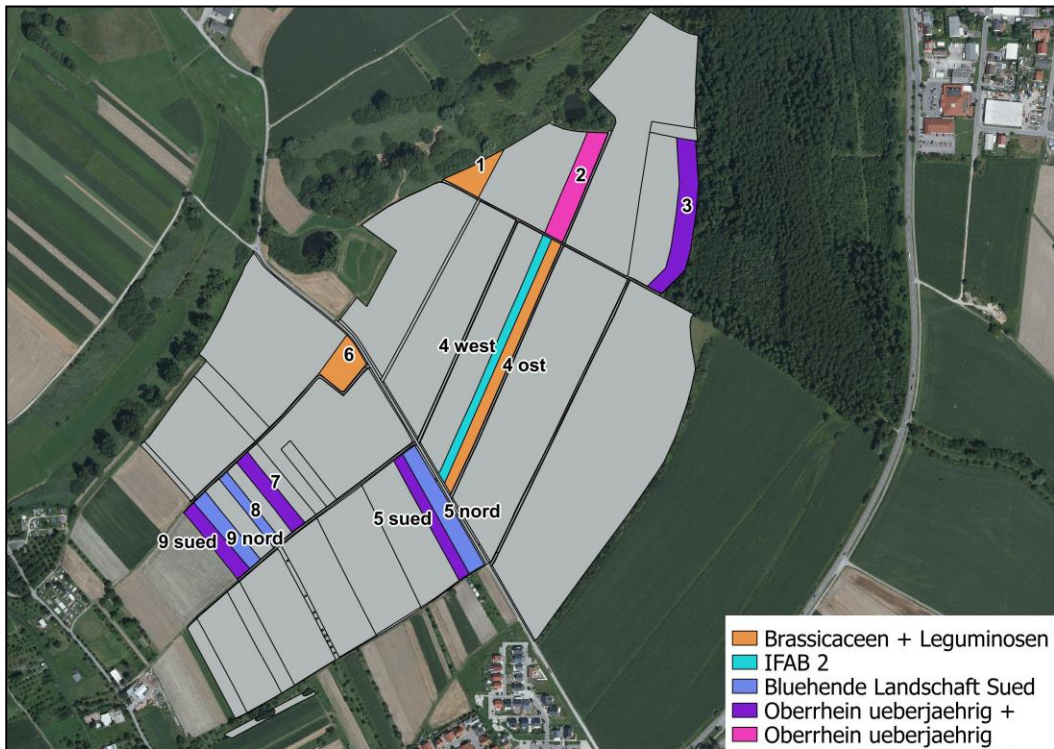 1
2
3
4 west
4 ost
6
7
8
9 nord
9 sued
5 sued
5 nord
Brassicaceen + Leguminosen
IFAB 2
Bluehende Landschaft Sued
Oberrhein ueberjaehrig +
Oberrhein ueberjaehrig